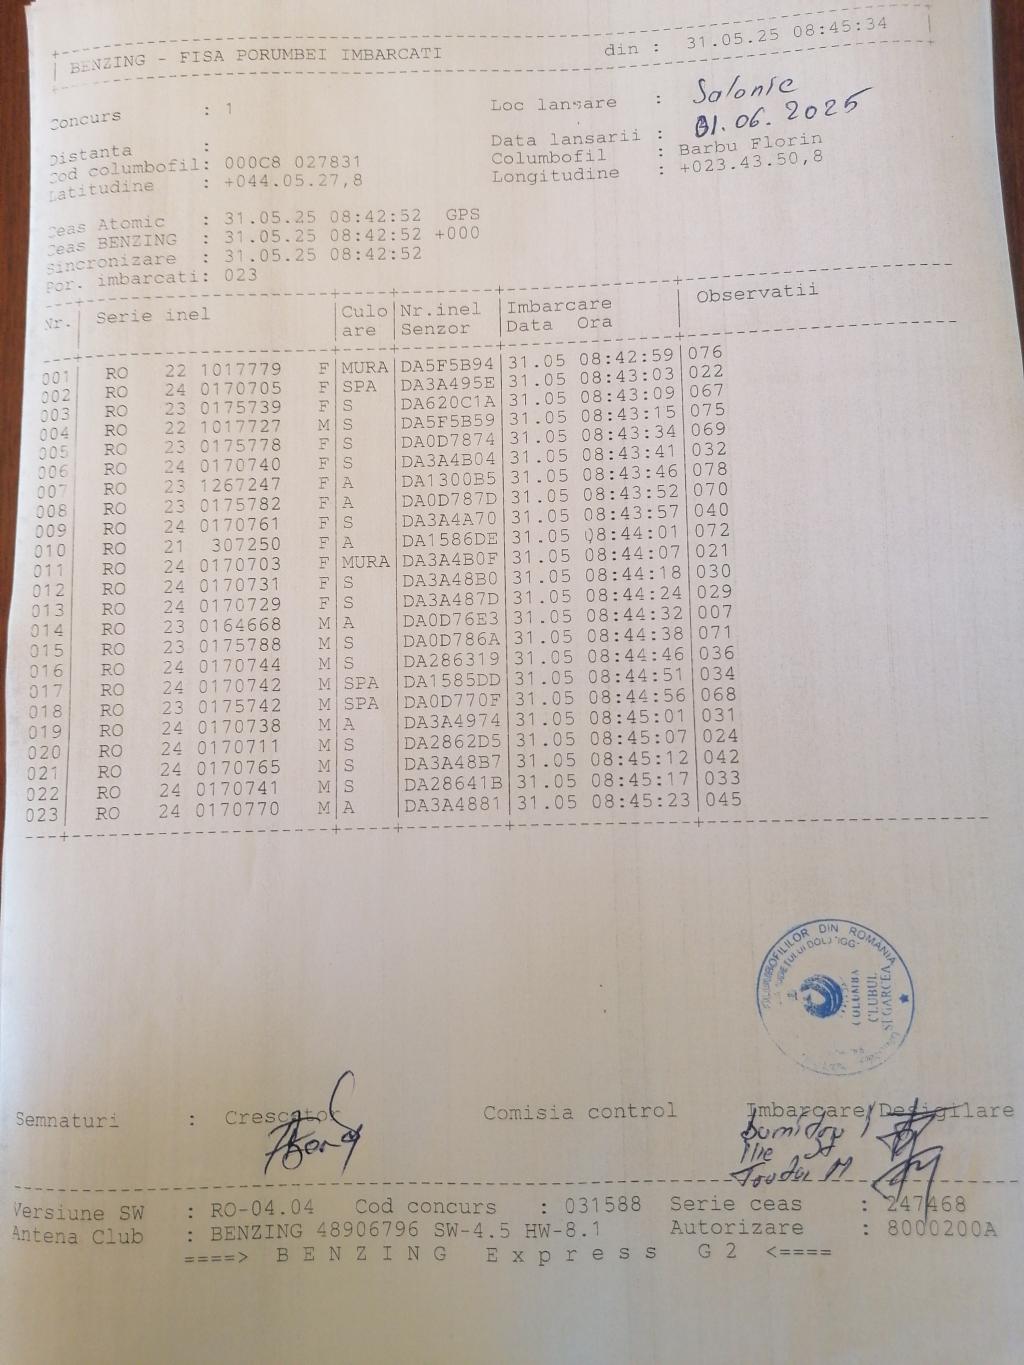 BENZING - FISA PORUMBEI IMBARCATI din : 31.05.25 08:45:34
Concurs : 1 Loc lansare : Salonic
Distanta : Data lansarii : 01.06.2025
Cod columbofil: 000C8 027831 Columbofil : Barbu Florin
Latitudine : +044.05.27,8 Longitudine : +023.43.50,8
Ceas Atomic : 31.05.25 08:42:52 GPS
Ceas BENZING : 31.05.25 08:42:52 +000
Sincronizare : 31.05.25 08:42:52
Por. imbarcati: 023
Nr. Serie inel Culo Nr.inel Imbarcare Observatii
are Senzor Data Ora
001 RO 22 1017779 F MURA DA5F5B94 31.05 08:42:59 076
002 RO 24 0170705 F SPA DA3A495E 31.05 08:43:03 022
003 RO 23 0175739 F S DA620C1A 31.05 08:43:09 067
004 RO 22 1017727 M S DA5F5B59 31.05 08:43:15 075
005 RO 23 0175778 F S DA0D7874 31.05 08:43:34 069
006 RO 24 0170740 F S DA3A4B04 31.05 08:43:41 032
007 RO 23 1267247 F A DA1300B5 31.05 08:43:46 078
008 RO 23 0175782 F A DA0D787D 31.05 08:43:52 070
009 RO 24 0170761 F S DA3A4A70 31.05 08:43:57 040
010 RO 21 307250 F A DA1586DE 31.05 08:44:01 072
011 RO 24 0170703 F MURA DA3A4B0F 31.05 08:44:07 021
012 RO 24 0170731 F S DA3A48B0 31.05 08:44:18 030
013 RO 24 0170729 F S DA3A487D 31.05 08:44:24 029
014 RO 23 0164668 M A DA0D76E3 31.05 08:44:32 007
015 RO 23 0175788 M S DA0D786A 31.05 08:44:38 071
016 RO 24 0170744 M S DA286319 31.05 08:44:46 036
017 RO 24 0170742 M SPA DA1585DD 31.05 08:44:51 034
018 RO 23 0175742 M SPA DA0D770F 31.05 08:44:56 068
019 RO 24 0170738 M A DA3A4974 31.05 08:45:01 031
020 RO 24 0170711 M S DA2862D5 31.05 08:45:07 024
021 RO 24 0170765 M S DA3A48B7 31.05 08:45:12 042
022 RO 24 0170741 M S DA28641B 31.05 08:45:17 033
023 RO 24 0170770 M A DA3A4881 31.05 08:45:23 045
DIN ROMANIA
COLUMBA
CLUBUL
SEGARCEA
Semnaturi : Crescator Comisia control Imbarcare/Desigilare
Ilie
Versiune SW : RO-04.04 Cod concurs : 031588 Serie ceas : 247468
Antena Club : BENZING 48906796 SW-4.5 HW-8.1 Autorizare : 8000200A
====> BENZING Express G2 <====